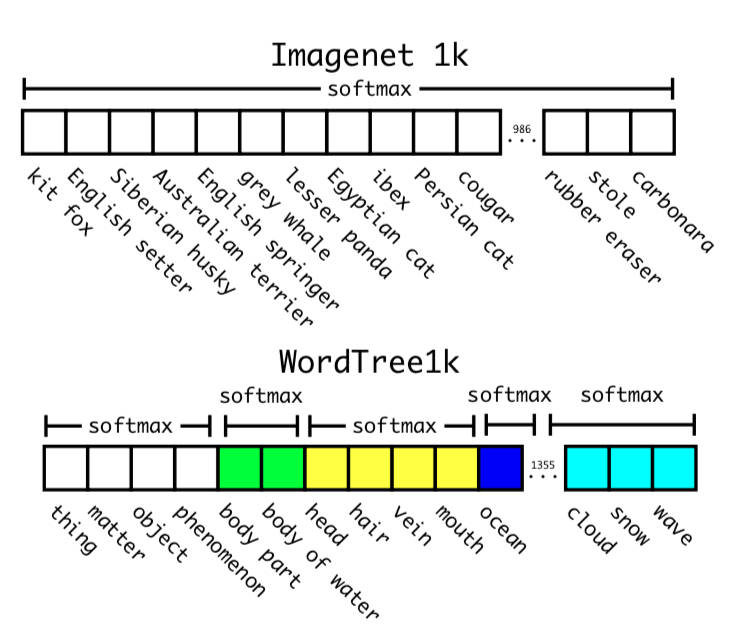 Imagenet 1k
softmax
986
...
kit fox
English setter
Siberian husky
Australian terrier
English springer
grey whale
lesser panda
Egyptian cat
ibex
Persian cat
cougar
rubber eraser
stole
carbonara
WordTree1k
softmax
softmax
softmax
softmax
softmax
1355
...
thing
matter
object
phenomenon
body part
body of water
head
hair
vein
mouth
ocean
cloud
snow
wave